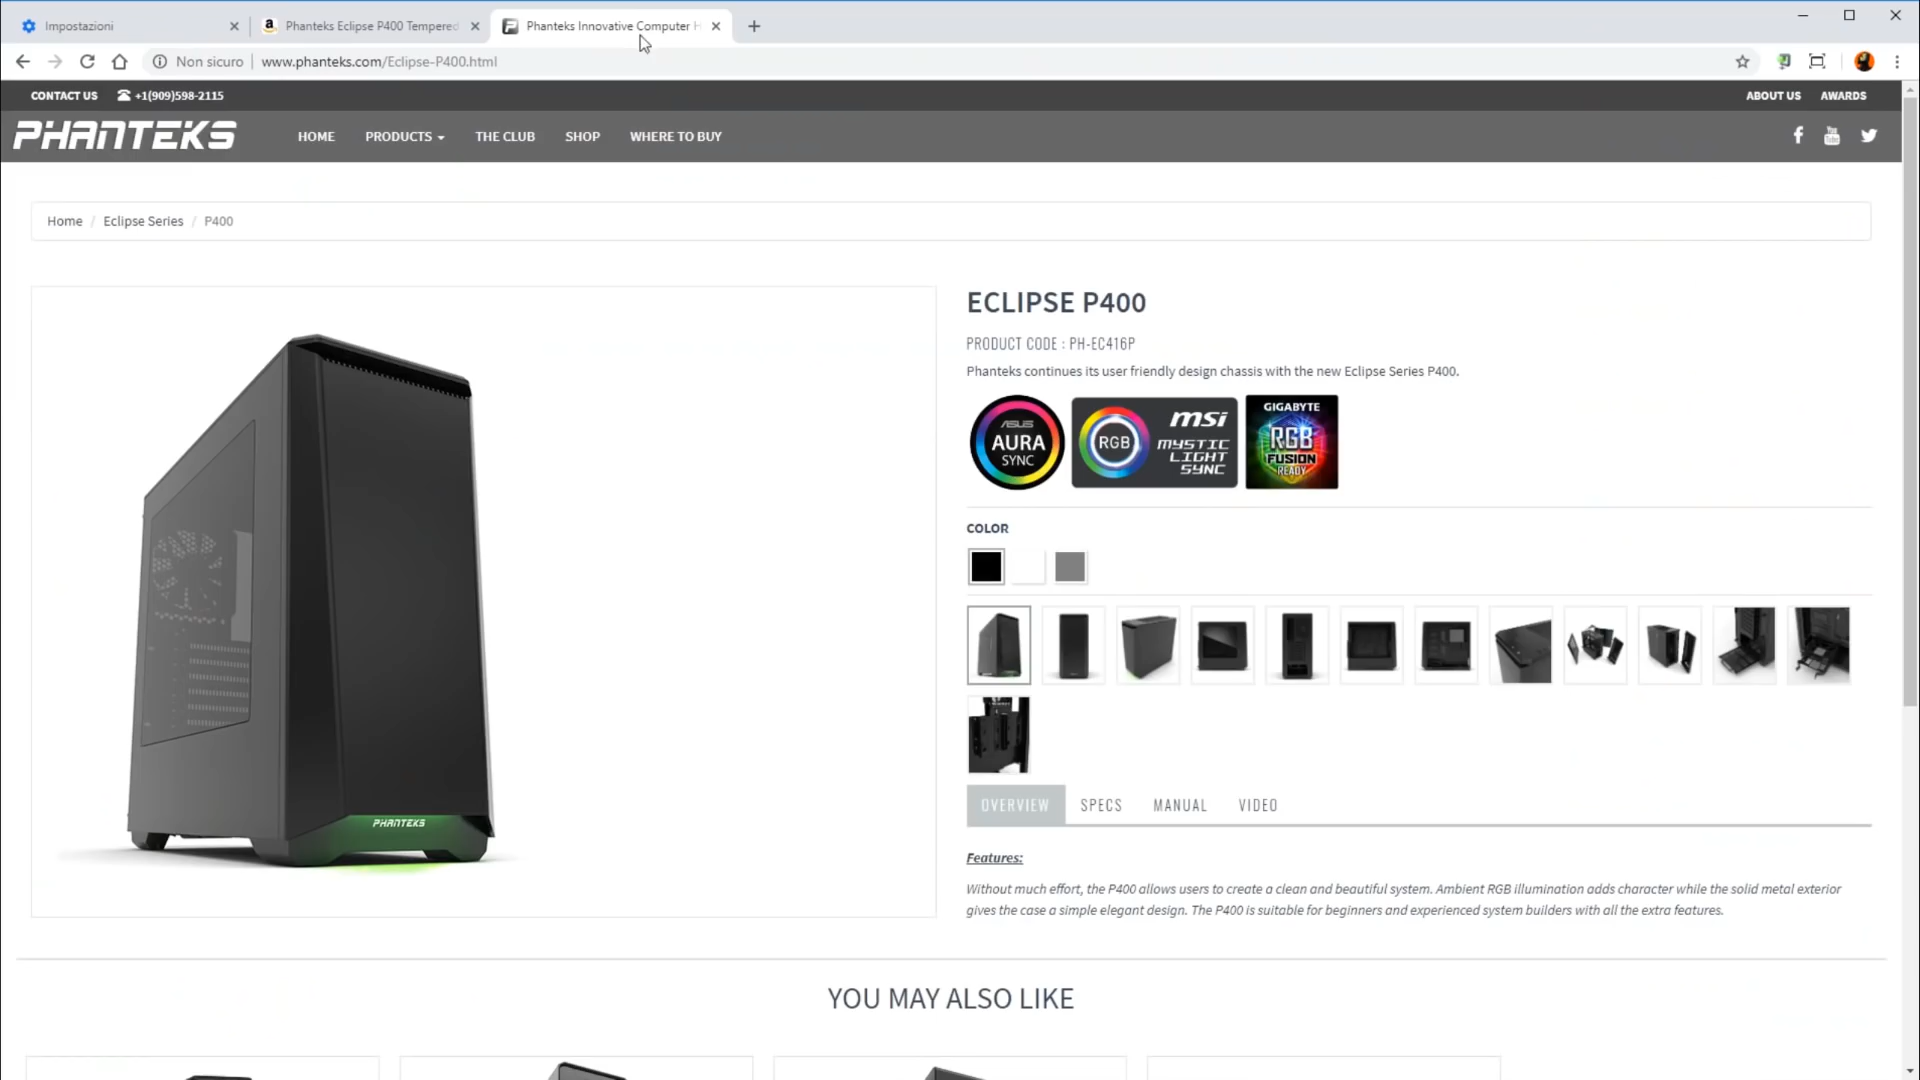 Impostazioni
Phanteks Eclipse P400 Tempered
Phanteks Innovative Computer H
Non sicuro
www.phanteks.com/Eclipse-P400.html
CONTACT US
+1(909)598-2115
ABOUT US
AWARDS
PHANTEKS
HOME
PRODUCTS
THE CLUB
SHOP
WHERE TO BUY
Home / Eclipse Series / P400
ECLIPSE P400
PRODUCT CODE : PH-EC416P
Phanteks continues its user friendly design chassis with the new Eclipse Series P400.
ASUS
AURA
SYNC
RGB
msi
MYSTIC
LIGHT
SYNC
GIGABYTE
RGB
FUSION
READY
COLOR
PHANTEKS
OVERVIEW
SPECS
MANUAL
VIDEO
Features:
Without much effort, the P400 allows users to create a clean and beautiful system. Ambient RGB illumination adds character while the solid metal exterior
gives the case a simple elegant design. The P400 is suitable for beginners and experienced system builders with all the extra features.
YOU MAY ALSO LIKE